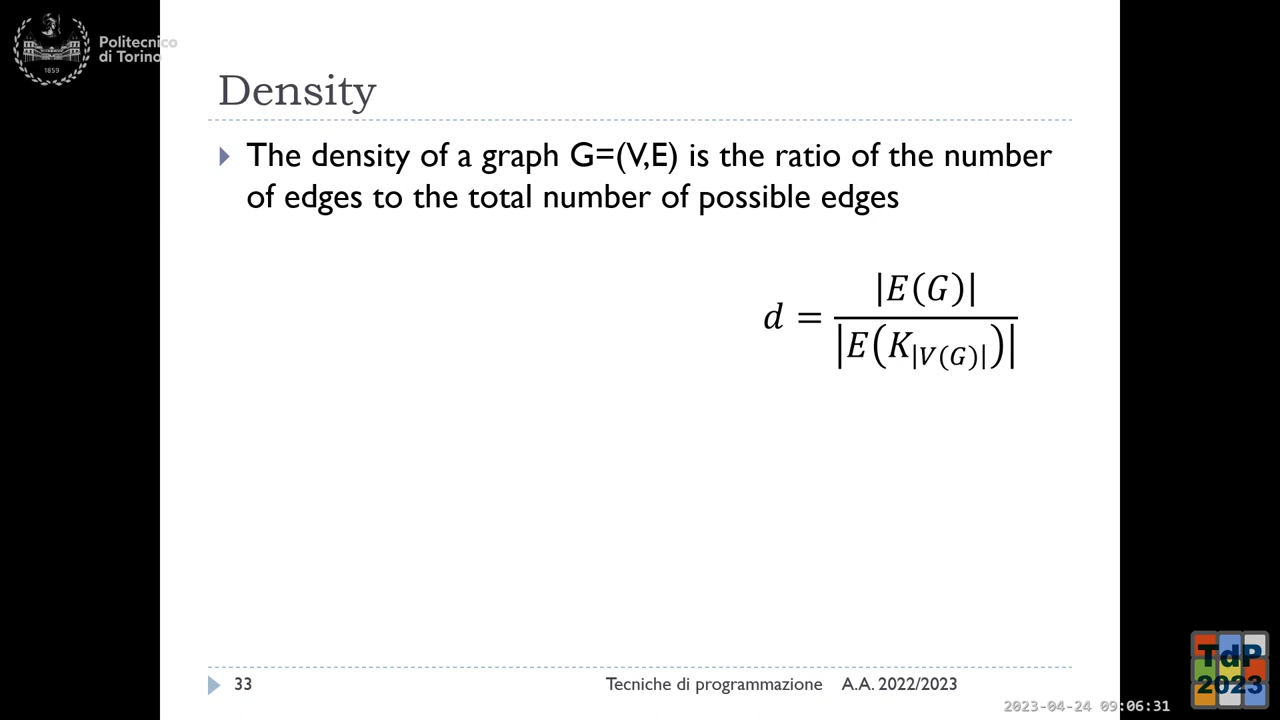 Politecnico
di Torino
1859
Density
The density of a graph G=(V,E) is the ratio of the number
of edges to the total number of possible edges
d = |E(G)| / |E(K_{|V(G)|})|
33 Tecniche di programmazione A.A. 2022/2023
TdP
2023
2023-04-24 09:06:31